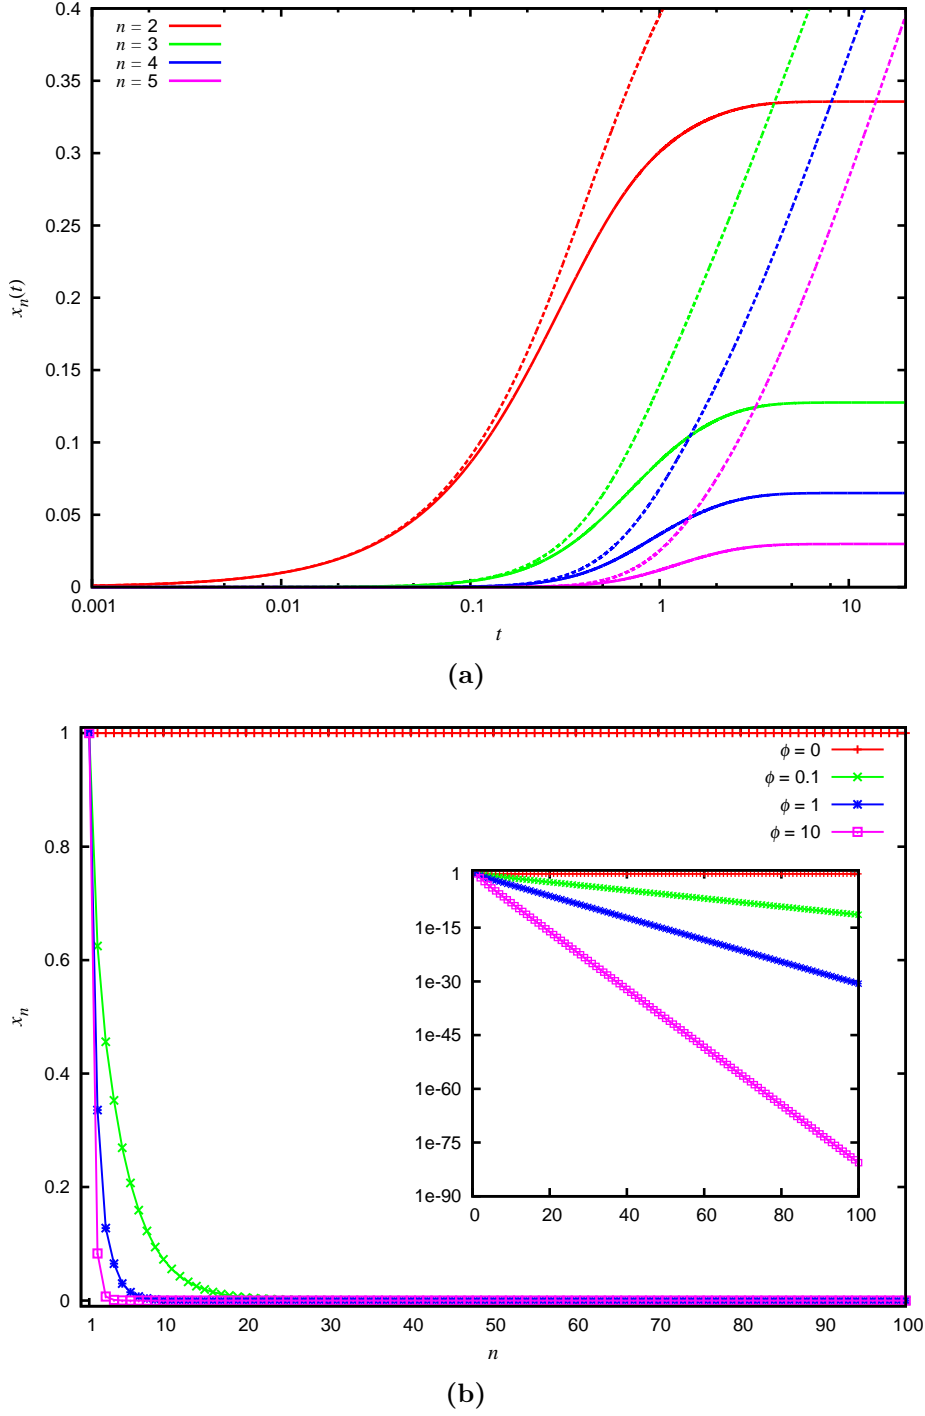 0.4
0.35
0.3
0.25
0.2
0.15
0.1
0.05
0
n = 2
n = 3
n = 4
n = 5
x_n(t)
0.001 0.01 0.1 1 10
t
(a)
1
0.8
0.6
0.4
0.2
0
x_n
ϕ = 0
ϕ = 0.1
ϕ = 1
ϕ = 10
1
1e-15
1e-30
1e-45
1e-60
1e-75
1e-90
0 20 40 60 80 100
1 10 20 30 40 50 60 70 80 90 100
n
(b)